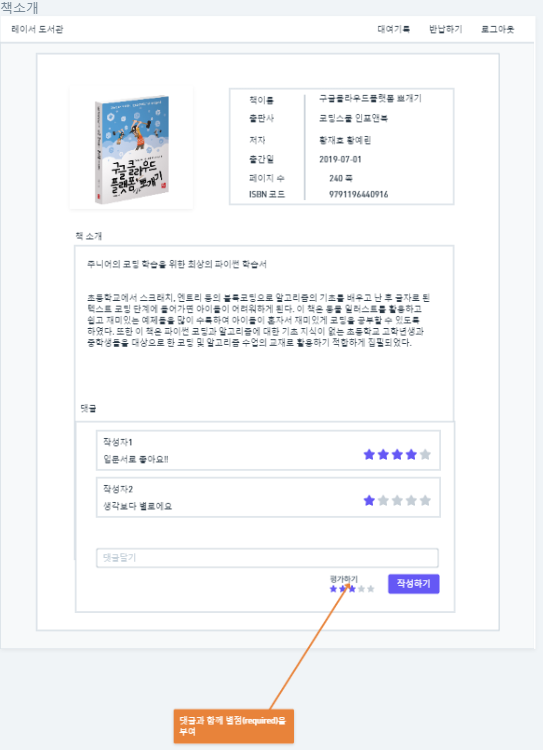 책소개
레이서 도서관
대여기록 반납하기 로그아웃
구글 클라우드
플랫폼 뽀개기
책이름 구글클라우드플랫폼 뽀개기
출판사 로밍스쿨 인포앤북
저자 황재호 황예린
출간일 2019-07-01
페이지 수 240 쪽
ISBN 코드 9791196440916
책 소개
주니어의 코딩 학습을 위한 최상의 파이썬 학습서
초등학교에서 스크래치, 엔트리 등의 블록코딩으로 알고리즘의 기초를 배우고 난 후 글자로 된
텍스트 코딩 단계에 들어가면 아이들이 어려워하게 된다. 이 책은 동물 일러스트를 활용하고
쉽고 재미있는 예제들을 많이 수록하여 아이들이 혼자서 재미있게 코딩을 공부할 수 있도록
하였다. 또한 이 책은 파이썬 코딩과 알고리즘에 대한 기초 지식이 없는 초등학교 고학년생과
중학생들을 대상으로 한 코딩 및 알고리즘 수업의 교재로 활용하기 적합하게 집필되었다.
댓글
작성자1
입문서로 좋아요!!
작성자2
생각보다 별로에요
댓글달기
평가하기
작성하기
댓글과 함께 별점(required)을
부여